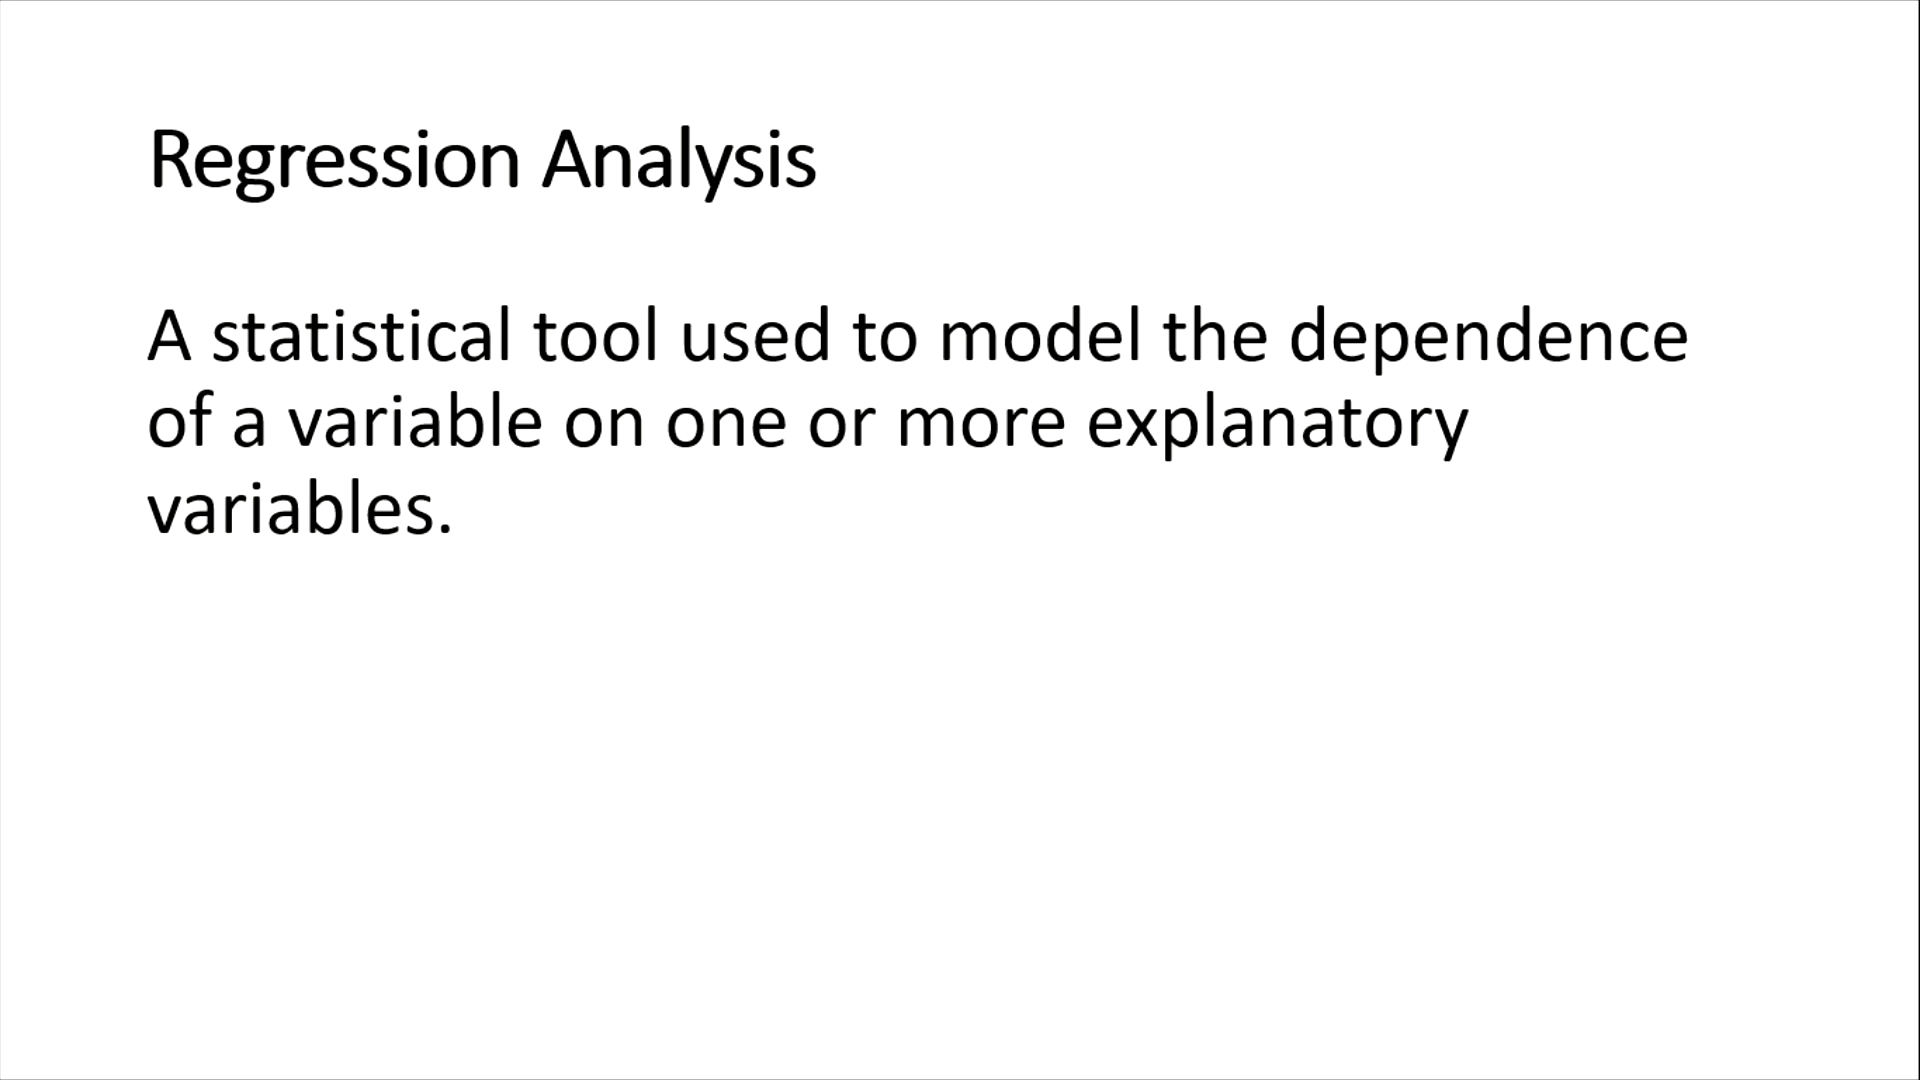 Regression Analysis
A statistical tool used to model the dependence
of a variable on one or more explanatory
variables.